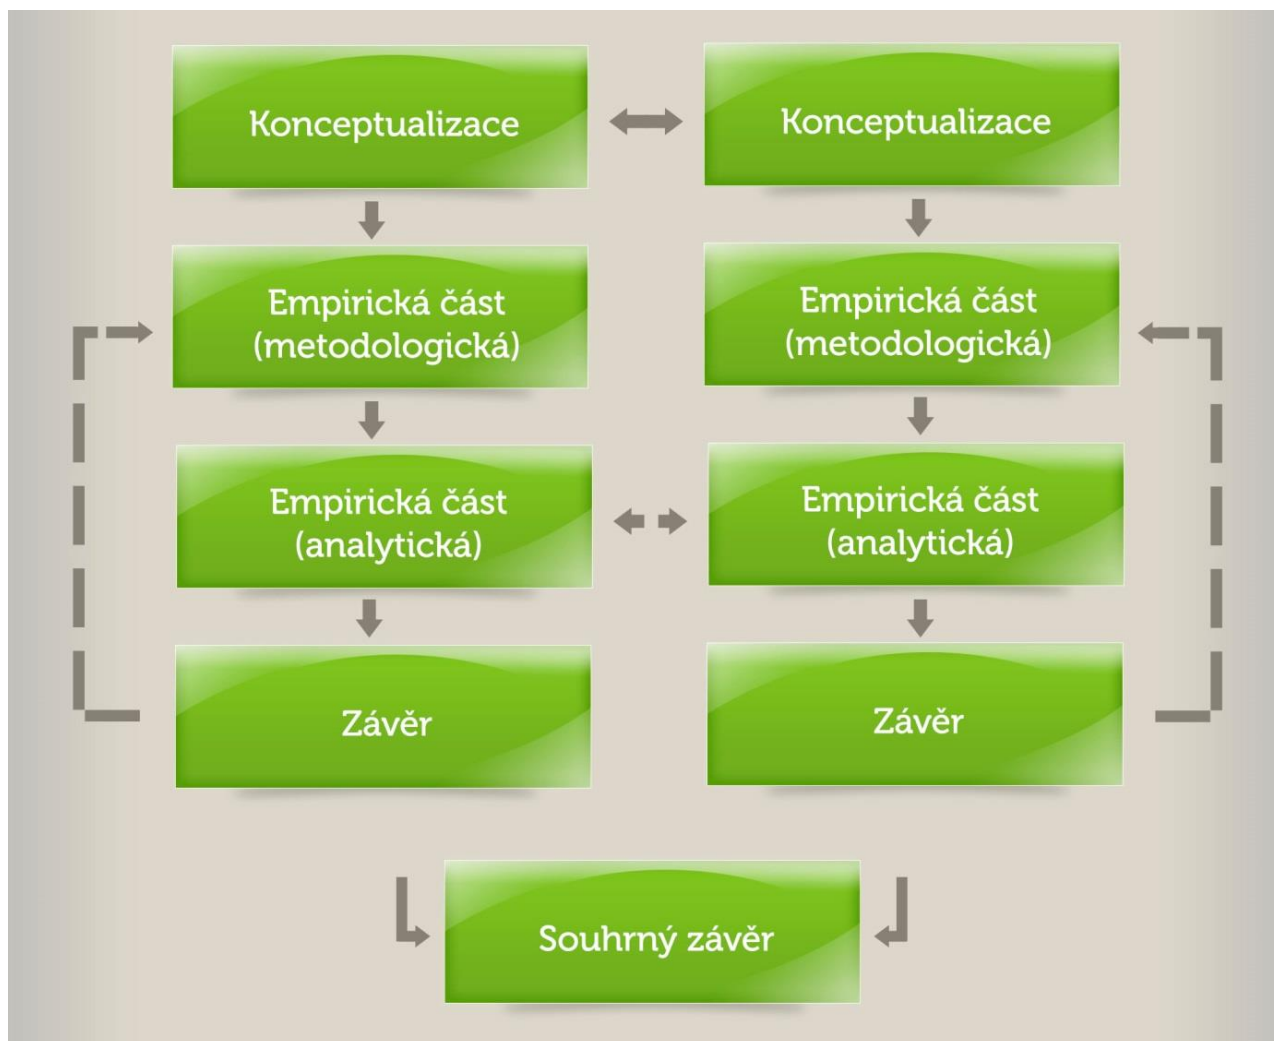 Konceptualizace
Konceptualizace
Empirická část
(metodologická)
Empirická část
(metodologická)
Empirická část
(analytická)
Empirická část
(analytická)
Závěr
Závěr
Souhrný závěr